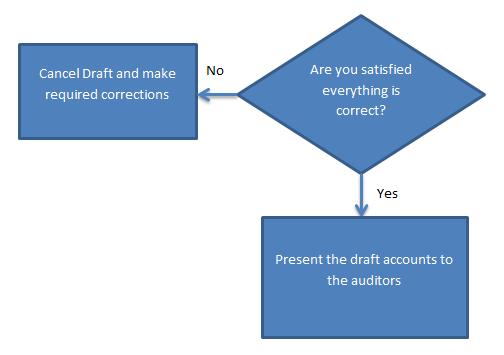 Cancel Draft and make
required corrections
No
Are you satisfied
everything is
correct?
Yes
Present the draft accounts to
the auditors